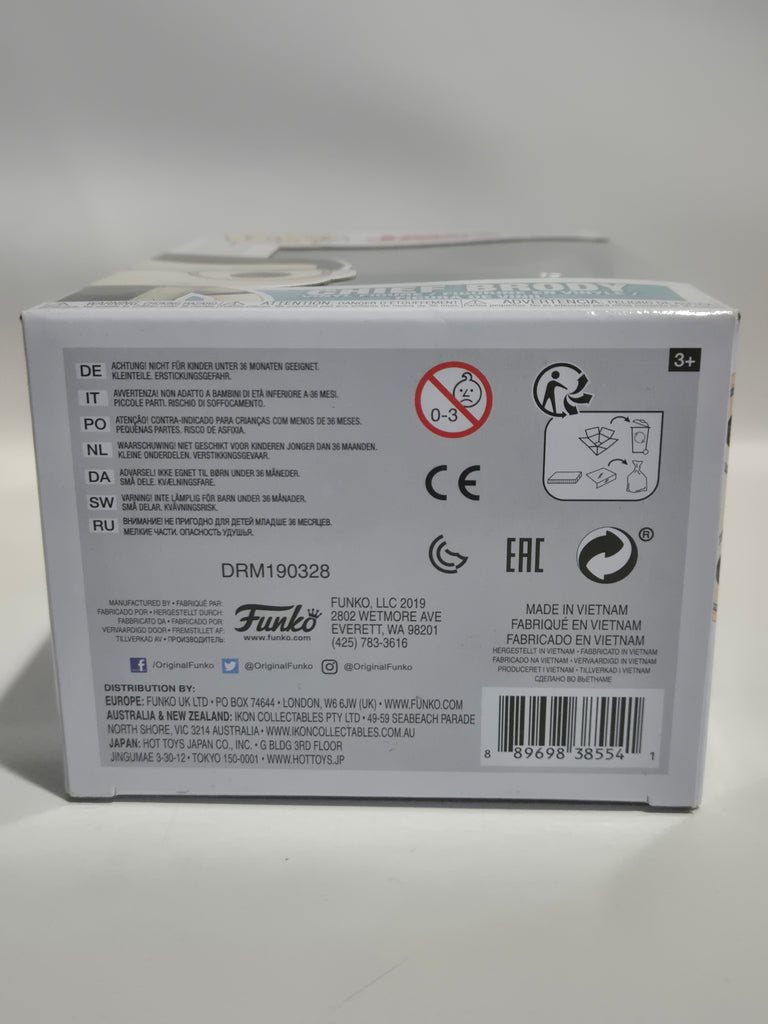 CHIEF BRODY
WARNING: CHOKING HAZARD
ATTENTION: DANGER D'ÉTOUFFEMENT
ADVERTENCIA: PELIGRO DE
3+
DE ACHTUNG! NICHT FÜR KINDER UNTER 36 MONATEN GEEIGNET.
KLEINTEILE. ERSTICKUNGSGEFAHR.
IT AVVERTENZA! NON ADATTO A BAMBINI DI ETÀ INFERIORE A 36 MESI.
PICCOLE PARTI. RISCHIO DI SOFFOCAMENTO.
PO ATENÇÃO! CONTRA-INDICADO PARA CRIANÇAS COM MENOS DE 36 MESES.
PEQUENAS PARTES. RISCO DE ASFIXIA.
NL WAARSCHUWING! NIET GESCHIKT VOOR KINDEREN JONGER DAN 36 MAANDEN.
KLEINE ONDERDELEN. VERSTIKKINGSGEVAAR.
DA ADVARSEL! IKKE EGNET TIL BØRN UNDER 36 MÅNEDER.
SMÅ DELE. KVÆLNINGSFARE.
SW VARNING! INTE LÄMPLIG FÖR BARN UNDER 36 MÅNADER.
SMÅ DELAR. KVÄVNINGSRISK.
RU ВНИМАНИЕ! НЕ ПРИГОДНО ДЛЯ ДЕТЕЙ МЛАДШЕ 36 МЕСЯЦЕВ.
МЕЛКИЕ ЧАСТИ. ОПАСНОСТЬ УДУШЬЯ.
0-3
CE
EAC
®
DRM190328
MANUFACTURED BY • FABRIQUÉ PAR:
FABRICADO POR • HERGESTELLT DURCH:
FABBRICATO DA • FABRICADO POR:
VERVAARDIGD DOOR • FREMSTILLET AF:
TILLVERKAD AV • ПРОИЗВОДИТЕЛЬ:
Funko
www.funko.com
FUNKO, LLC 2019
2802 WETMORE AVE
EVERETT, WA 98201
(425) 783-3616
/OriginalFunko @OriginalFunko @OriginalFunko
MADE IN VIETNAM
FABRIQUÉ EN VIETNAM
FABRICADO EN VIETNAM
HERGESTELLT IN VIETNAM • FABBRICATO IN VIETNAM
FABRICADO NA VIETNAM • VERVAARDIGD IN VIETNAM
PRODUCERET I VIETNAM • TILLVERKAD I VIETNAM
СДЕЛАНО ВО ВЬЕТНАМЕ
DISTRIBUTION BY:
EUROPE: FUNKO UK LTD • PO BOX 74644 • LONDON, W6 6JW (UK) • WWW.FUNKO.COM
AUSTRALIA & NEW ZEALAND: IKON COLLECTABLES PTY LTD • 49-59 SEABEACH PARADE
NORTH SHORE, VIC 3214 AUSTRALIA • WWW.IKONCOLLECTABLES.COM.AU
JAPAN: HOT TOYS JAPAN CO., INC. • G BLDG 3RD FLOOR
JINGUMAE 3-30-12 • TOKYO 150-0001 • WWW.HOTTOYS.JP
8 89698 38554 1